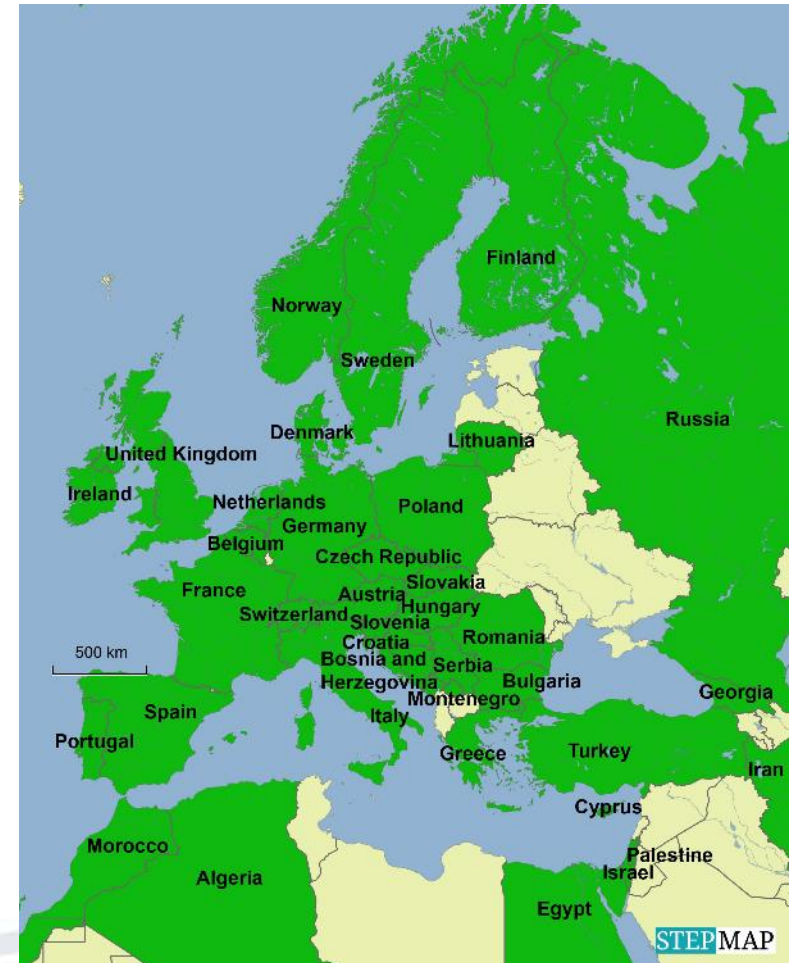 Finland
Norway
Sweden
Russia
Denmark
Lithuania
United Kingdom
Ireland
Netherlands
Poland
Germany
Belgium
Czech Republic
Slovakia
France
Austria
Hungary
Switzerland
Slovenia
Romania
Croatia
500 km
Bosnia and
Herzegovina
Serbia
Bulgaria
Montenegro
Georgia
Spain
Italy
Portugal
Greece
Turkey
Iran
Cyprus
Morocco
Palestine
Israel
Algeria
Egypt
STEPMAP